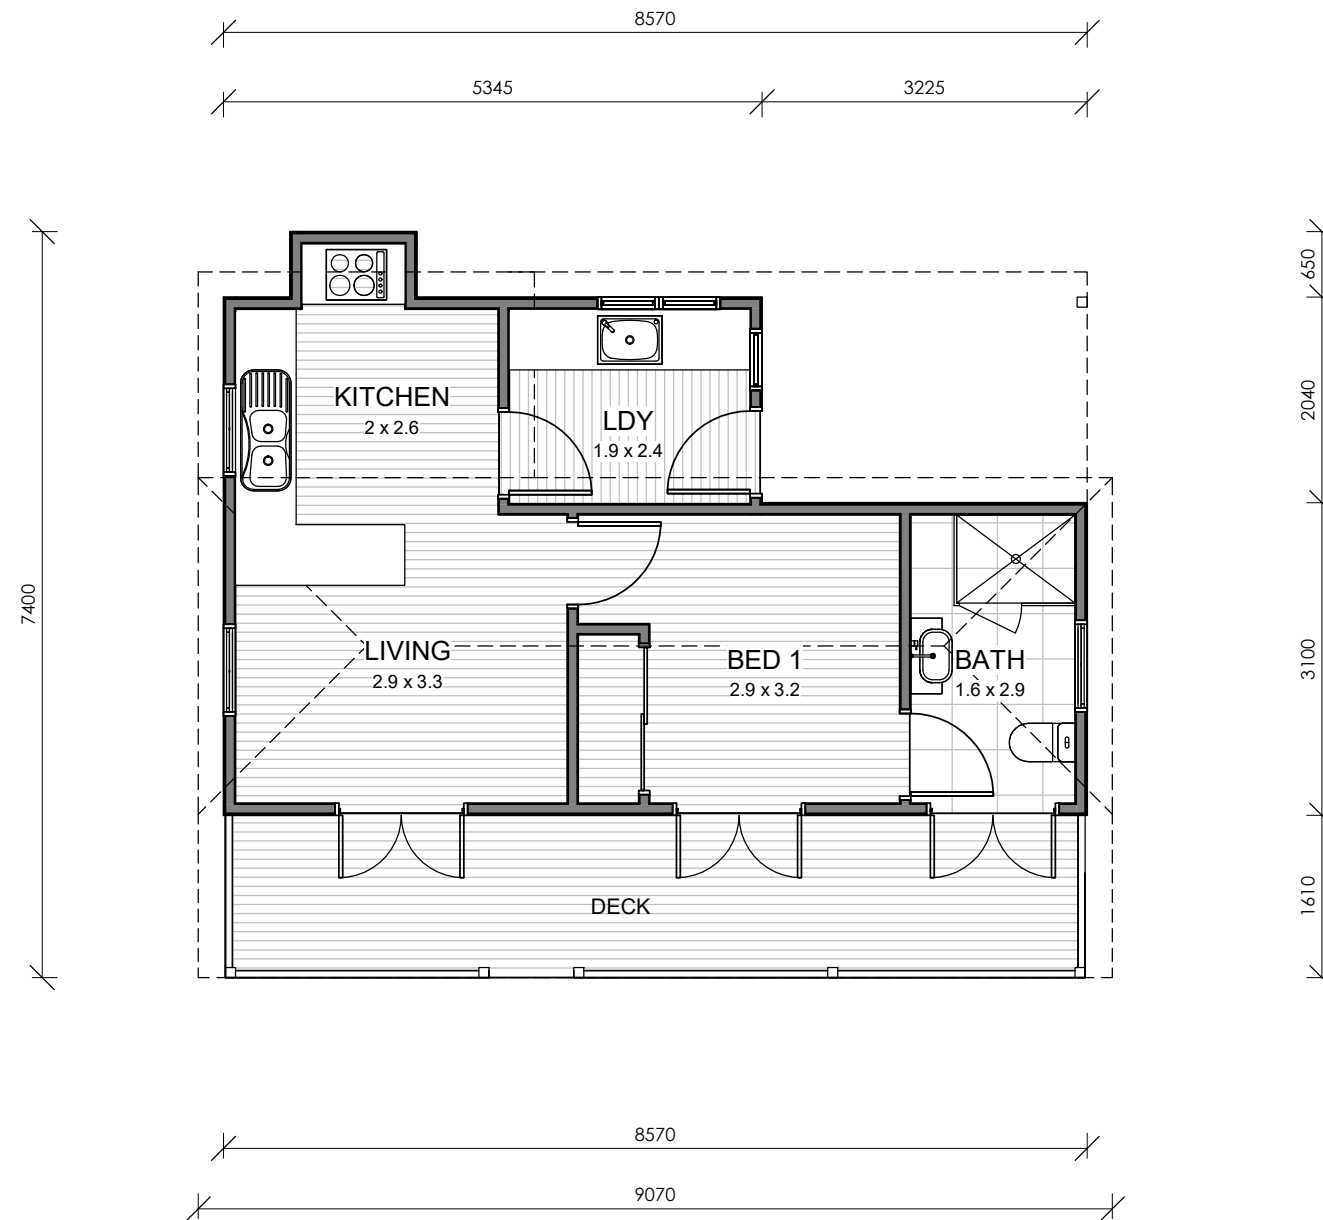 8570
5345
3225
650
KITCHEN
2 x 2.6
2040
LDY
1.9 x 2.4
7400
LIVING
2.9 x 3.3
BED 1
2.9 x 3.2
BATH
1.6 x 2.9
3100
DECK
1610
8570
9070